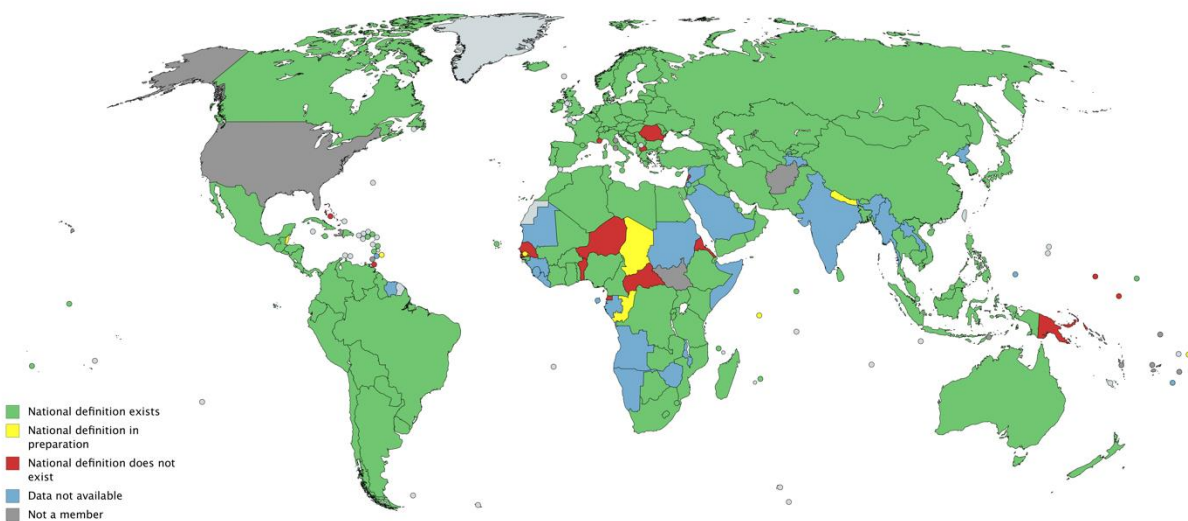 National definition exists
National definition in
preparation
National definition does not
exist
Data not available
Not a member